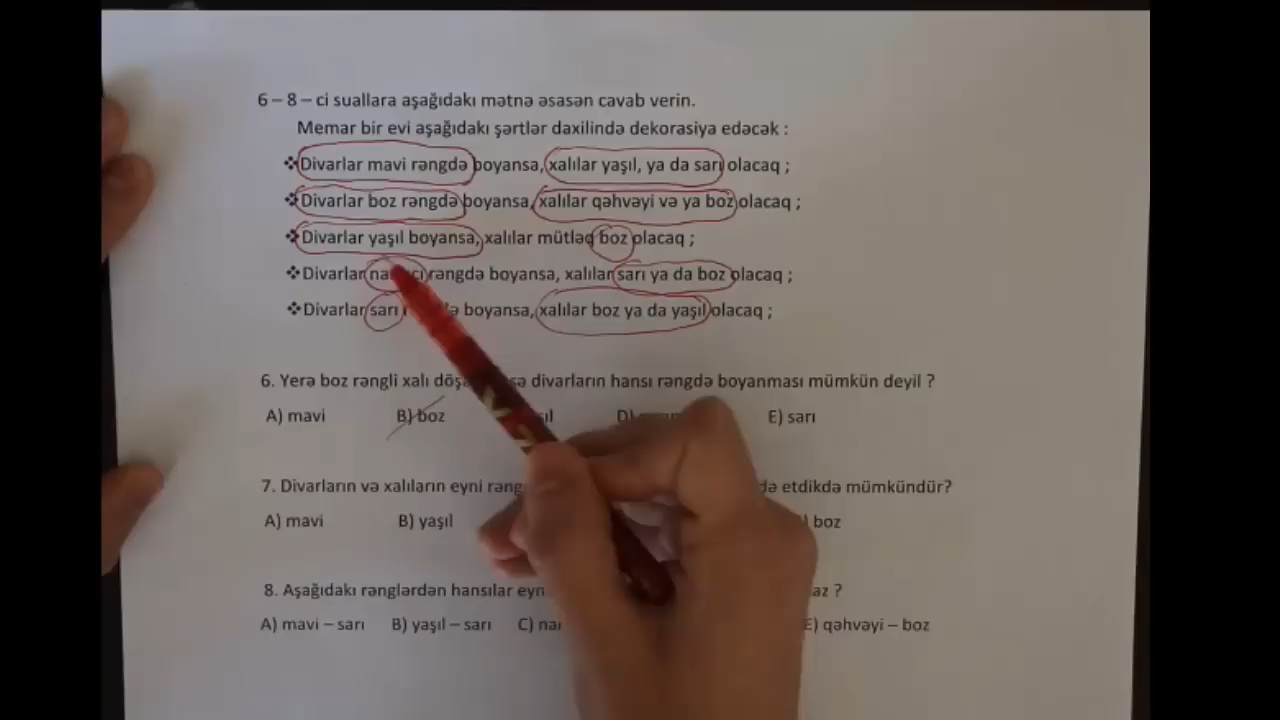 6 – 8 – ci suallara aşağıdakı mətnə əsasən cavab verin.
Memar bir evi aşağıdakı şərtlər daxilində dekorasiya edəcək :
❖Divarlar mavi rəngdə boyansa, xalılar yaşıl, ya da sarı olacaq ;
❖Divarlar boz rəngdə boyansa, xalılar qəhvəyi və ya boz olacaq ;
❖Divarlar yaşıl boyansa, xalılar mütləq boz olacaq ;
❖Divarlar rəngdə boyansa, xalılar sarı ya da boz olacaq ;
❖Divarlar sarı boyansa, xalılar boz ya da yaşıl olacaq ;
6. Yerə boz rəngli xalı divarların hansı rəngdə boyanması mümkün deyil ?
A) mavi B) boz D) E) sarı
7. Divarların və xalıların eyni etdikdə mümkündür?
A) mavi B) yaşıl boz
8. Aşağıdakı rənglərdən hansılar ?
A) mavi – sarı B) yaşıl – sarı C) E) qəhvəyi – boz